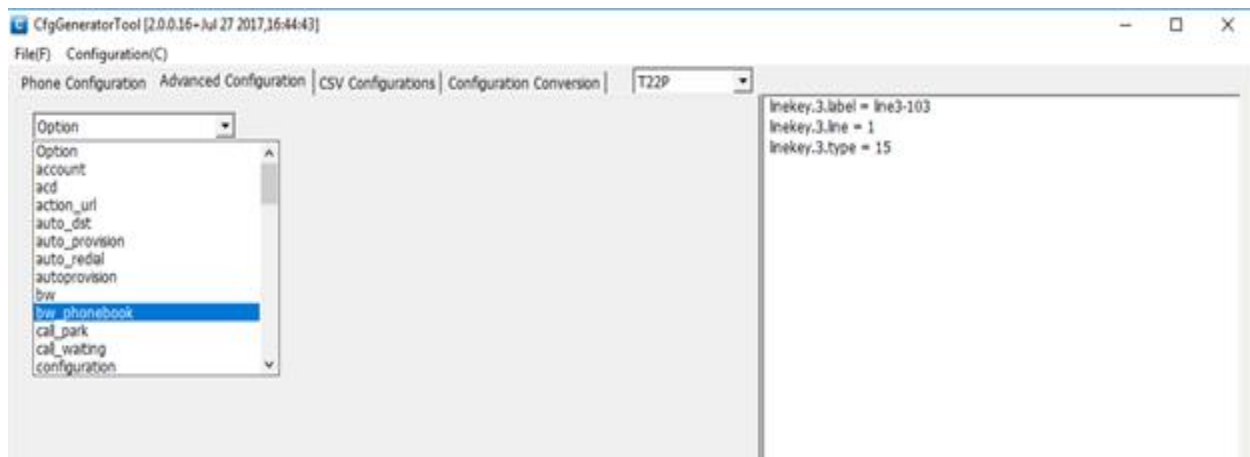 CfgGeneratorTool [2.0.0.16-Jul 27 2017,16:44:43]
File(F) Configuration(C)
Phone Configuration Advanced Configuration CSV Configurations Configuration Conversion T22P
Option
Option
account
acd
action_url
auto_dst
auto_provision
auto_redial
autoprovision
bw
bw_phonebook
call_park
call_waiting
configuration
linekey.3.label = line3-103
linekey.3.line = 1
linekey.3.type = 15